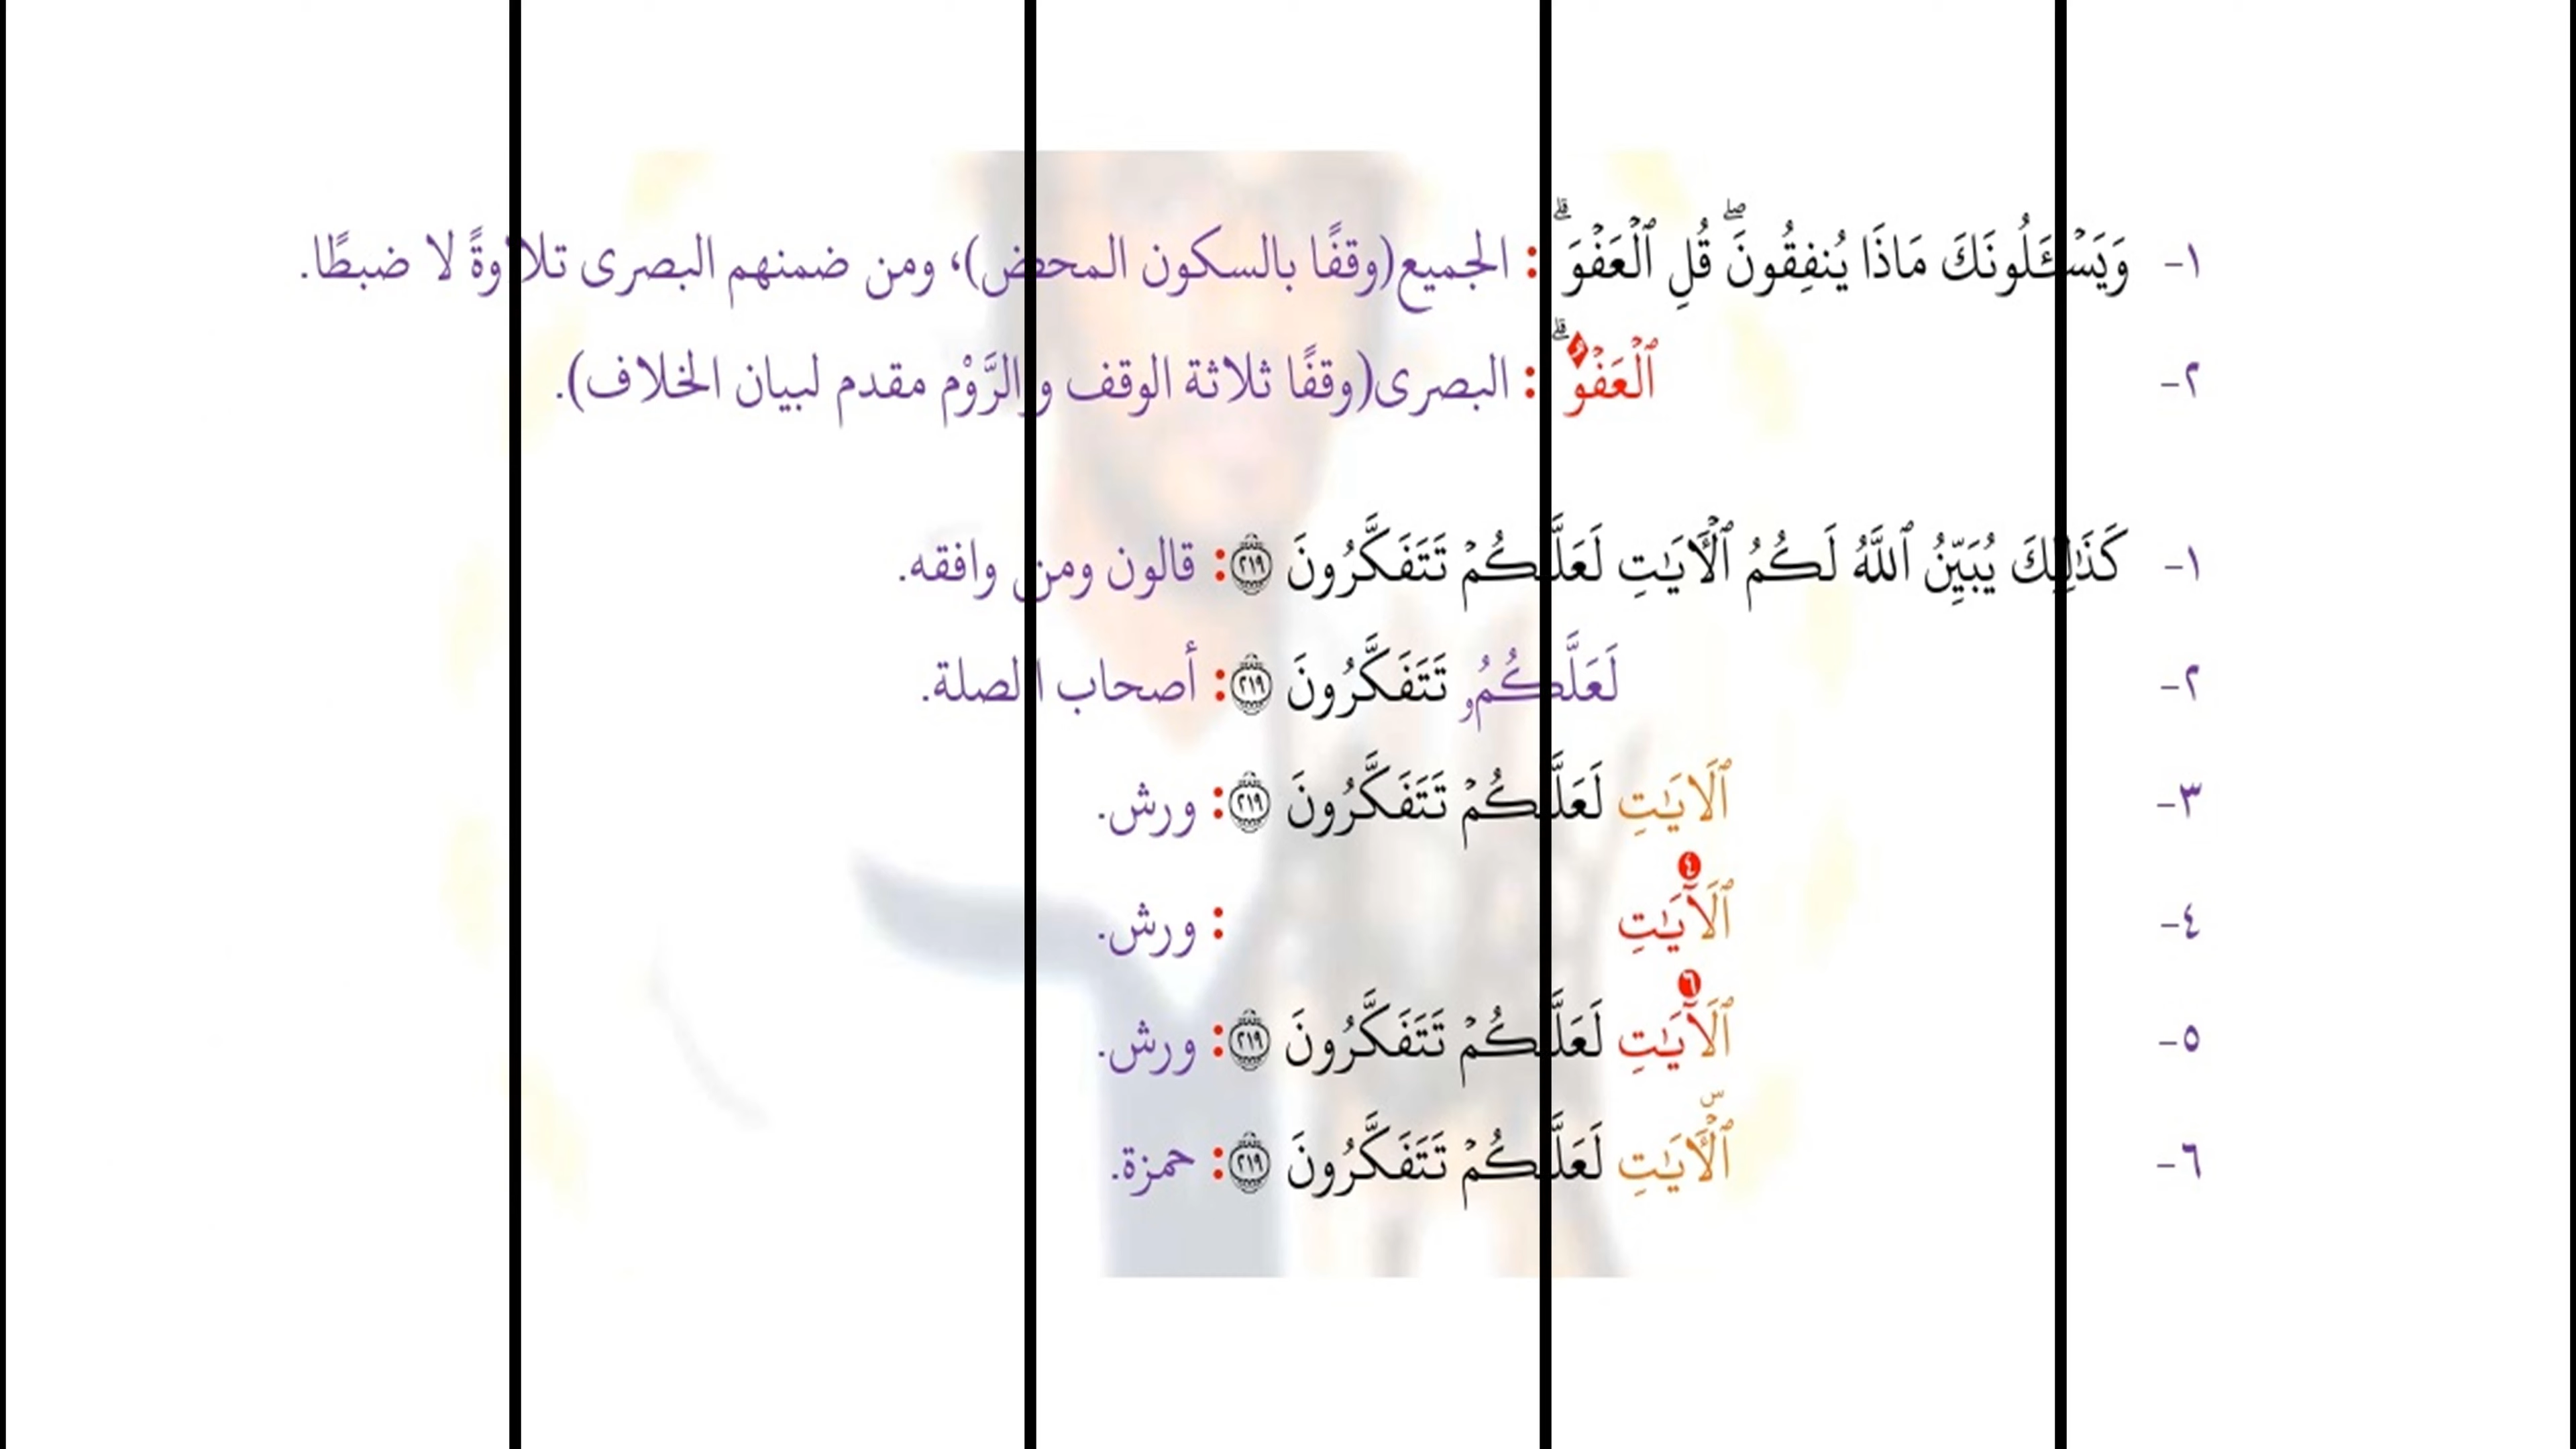 ١- وَيَسۡـَٔلُونَكَ مَاذَا يُنفِقُونَۖ قُلِ ٱلۡعَفۡوَۗ : الجميع(وقفًا بالسكون المحض)، ومن ضمنهم البصرى تلاوةً لا ضبطًا.
٢- ٱلۡعَفۡوُۗ : البصرى(وقفًا ثلاثة الوقف والرَّوْم مقدم لبيان الخلاف).
١- كَذَٰلِكَ يُبَيِّنُ ٱللَّهُ لَكُمُ ٱلۡأٓيَٰتِ لَعَلَّكُمۡ تَتَفَكَّرُونَ ٢١٩ : قالون ومن وافقه.
٢- لَعَلَّكُمُۥ تَتَفَكَّرُونَ ٢١٩ : أصحاب الصلة.
٣- ٱلَايَٰتِ لَعَلَّكُمۡ تَتَفَكَّرُونَ ٢١٩ : ورش.
٤- ٱلَآيَٰتِ ٤ : ورش.
٥- ٱلَآيَٰتِ ٦ لَعَلَّكُمۡ تَتَفَكَّرُونَ ٢١٩ : ورش.
٦- ٱلۡأٓيَٰتِ س لَعَلَّكُمۡ تَتَفَكَّرُونَ ٢١٩ : حمزة.